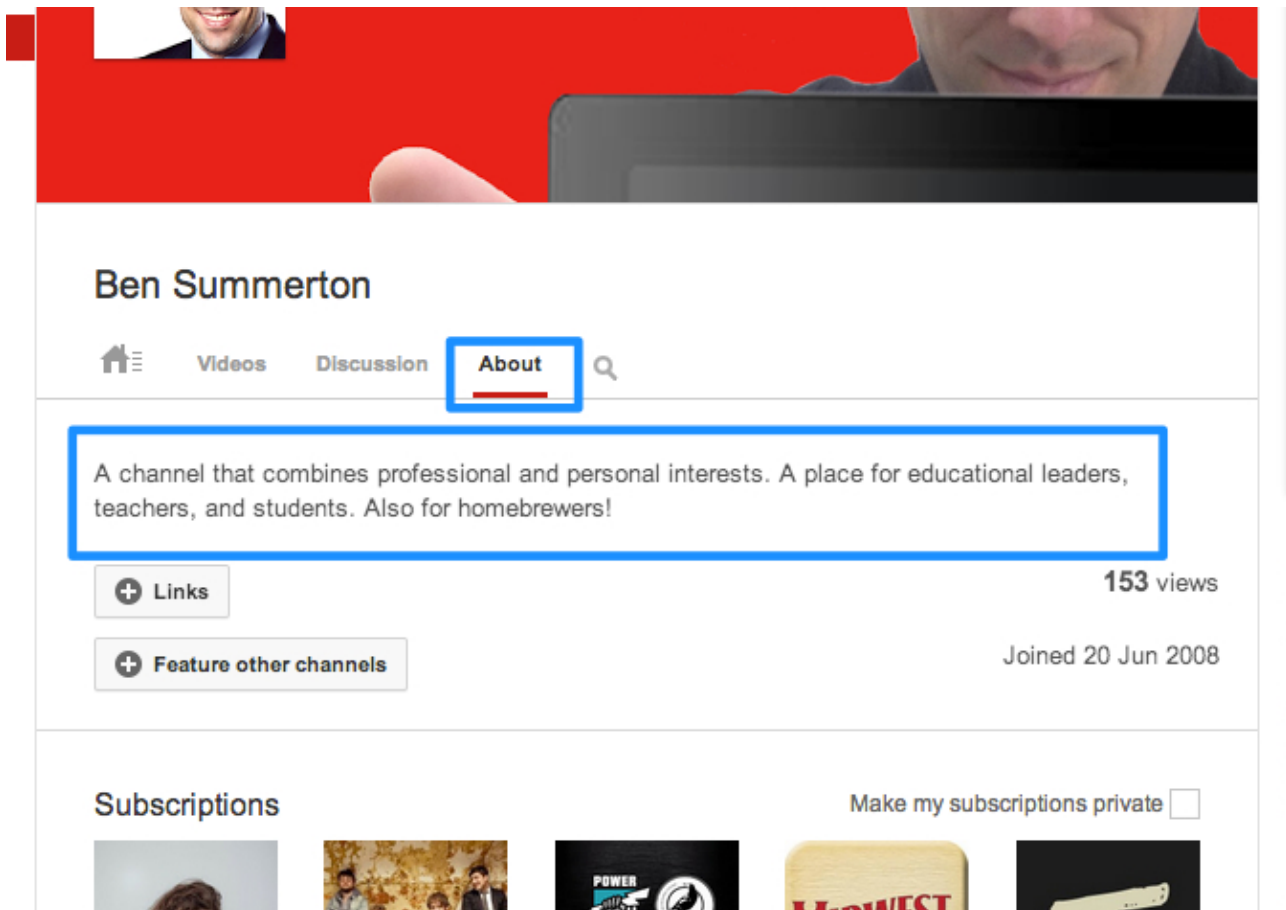 Ben Summerton
Videos Discussion About
A channel that combines professional and personal interests. A place for educational leaders,
teachers, and students. Also for homebrewers!
Links
153 views
Feature other channels
Joined 20 Jun 2008
Subscriptions
Make my subscriptions private
POWER
MIDWEST